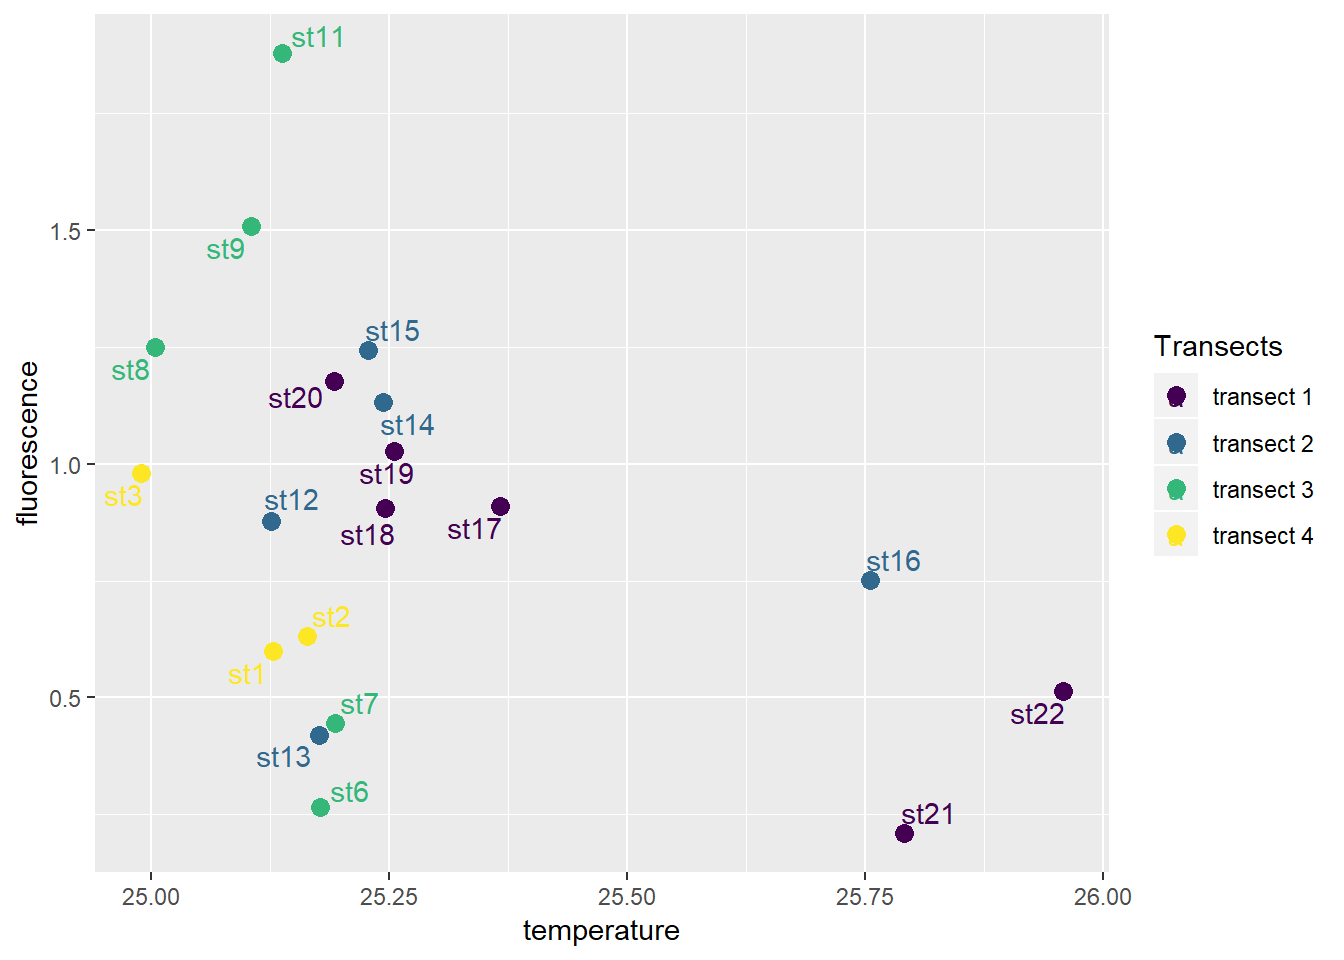 st11
1.5
st9
st15
st8
st20
st14
1.0
st19
st3
st12
st18
st17
st16
st2
st1
0.5
st7
st22
st13
st6
st21
25.00
25.25
25.50
25.75
26.00
temperature
fluorescence
Transects
transect 1
transect 2
transect 3
transect 4